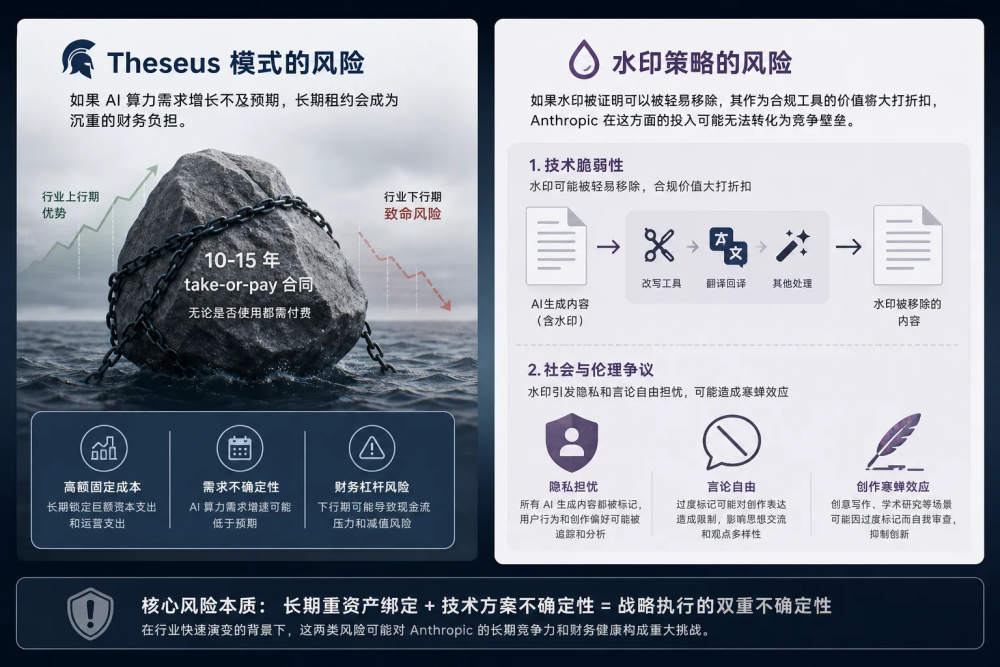 Theseus 模式的风险
如果 AI 算力需求增长不及预期，长期租约会成为
沉重的财务负担。
行业上行期
优势
行业下行期
致命风险
10-15 年
take-or-pay 合同
无论是否使用都需付费
高额固定成本
长期锁定巨额资本支出
和运营支出
需求不确定性
AI 算力需求增速可能
低于预期
财务杠杆风险
下行期可能导致现金流
压力和减值风险
水印策略的风险
如果水印被证明可以被轻易移除，其作为合规工具的价值将大打折扣，
Anthropic 在这方面的投入可能无法转化为竞争壁垒。
1. 技术脆弱性
水印可能被轻易移除，合规价值大打折扣
AI生成内容
（含水印）
改写工具
文
翻译回译
其他处理
水印被移除的
内容
2. 社会与伦理争议
水印引发隐私和言论自由担忧，可能造成寒蝉效应
隐私担忧
所有 AI 生成内容都被标记，
用户行为和创作偏好可能被
追踪和分析
言论自由
过度标记可能对创作表达
造成限制，影响思想交流
和观点多样性
创作寒蝉效应
创意写作、学术研究等场景
可能因过度标记而自我审查，
抑制创新
核心风险本质： 长期重资产绑定 + 技术方案不确定性 = 战略执行的双重不确定性
在行业快速演变的背景下，这两类风险可能对 Anthropic 的长期竞争力和财务健康构成重大挑战。